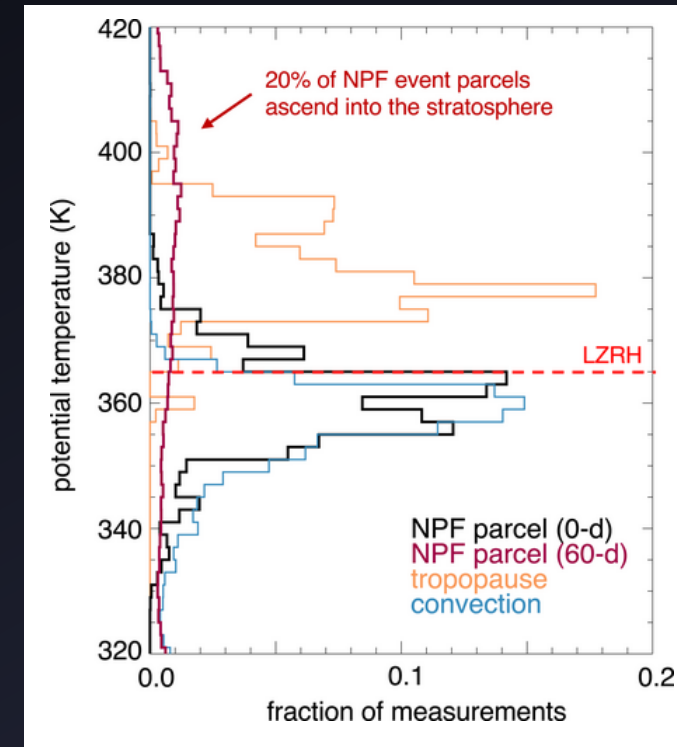 420
400
380
360
340
320
potential temperature (K)
20% of NPF event parcels
ascend into the stratosphere
LZRH
NPF parcel (0-d)
NPF parcel (60-d)
tropopause
convection
0.0
0.1
0.2
fraction of measurements